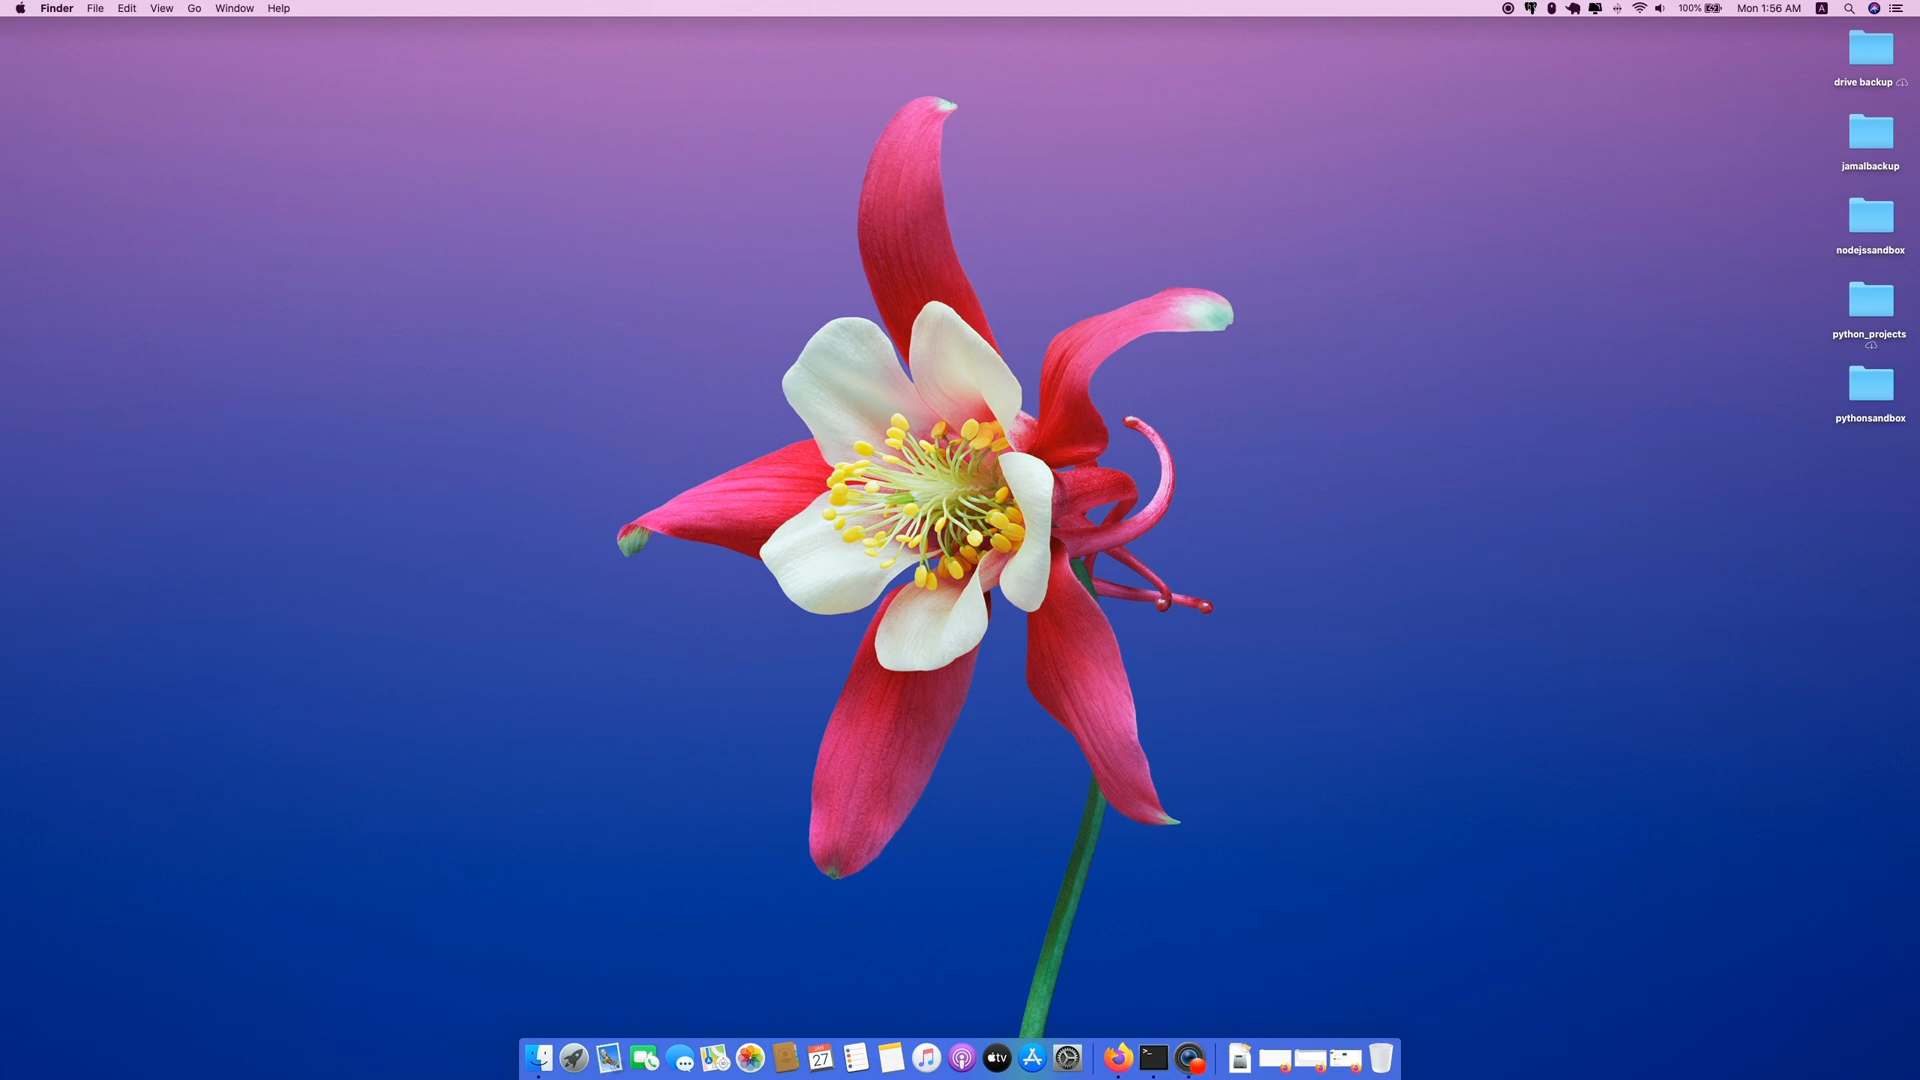 Finder File Edit View Go Window Help 100% Mon 1:56 AM A
drive backup
jamalbackup
nodejssandbox
python_projects
pythonsandbox
JAN
27
tv